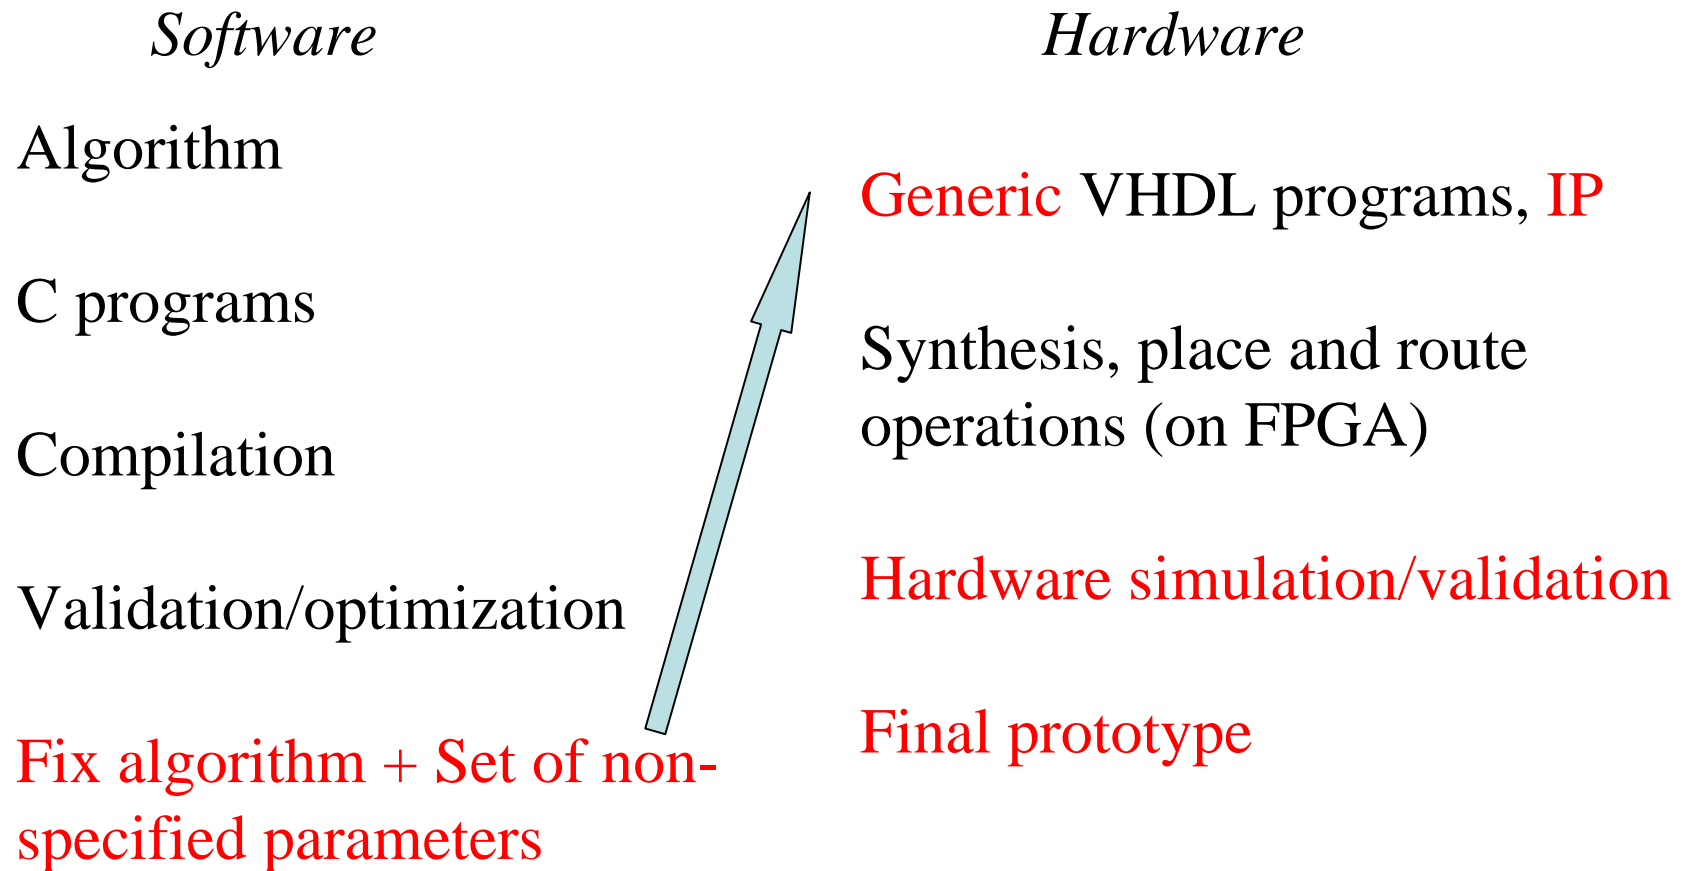 Software
Algorithm
C programs
Compilation
Validation/optimization
Fix algorithm + Set of non-
specified parameters
Hardware
Generic VHDL programs, IP
Synthesis, place and route
operations (on FPGA)
Hardware simulation/validation
Final prototype